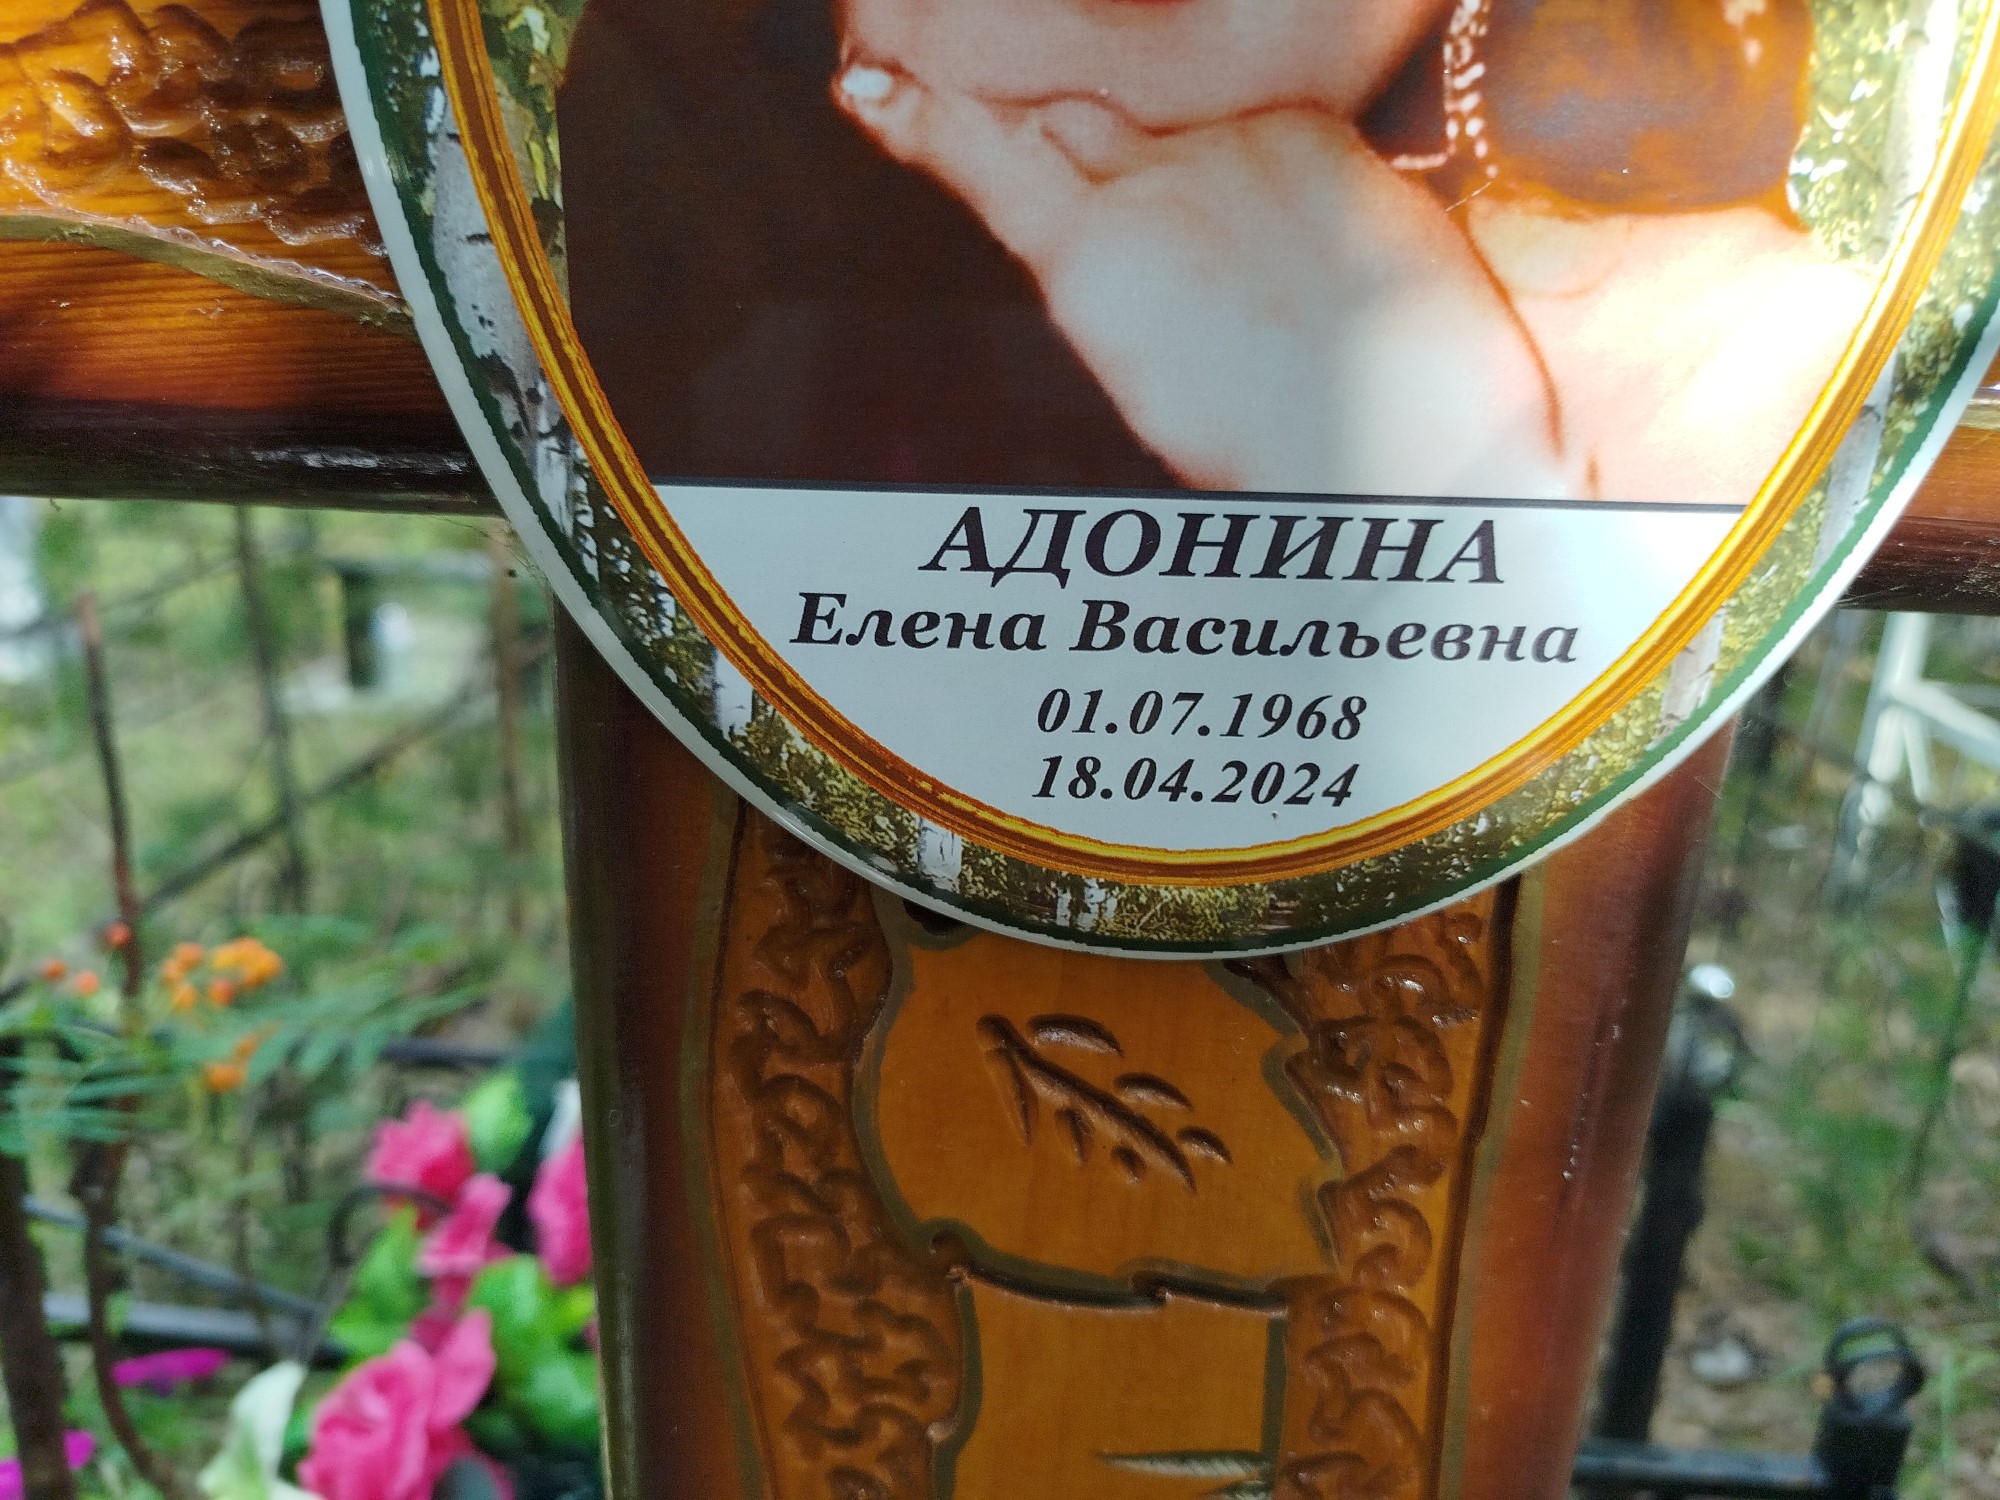 АДОНИНА
Елена Васильевна
01.07.1968
18.04.2024